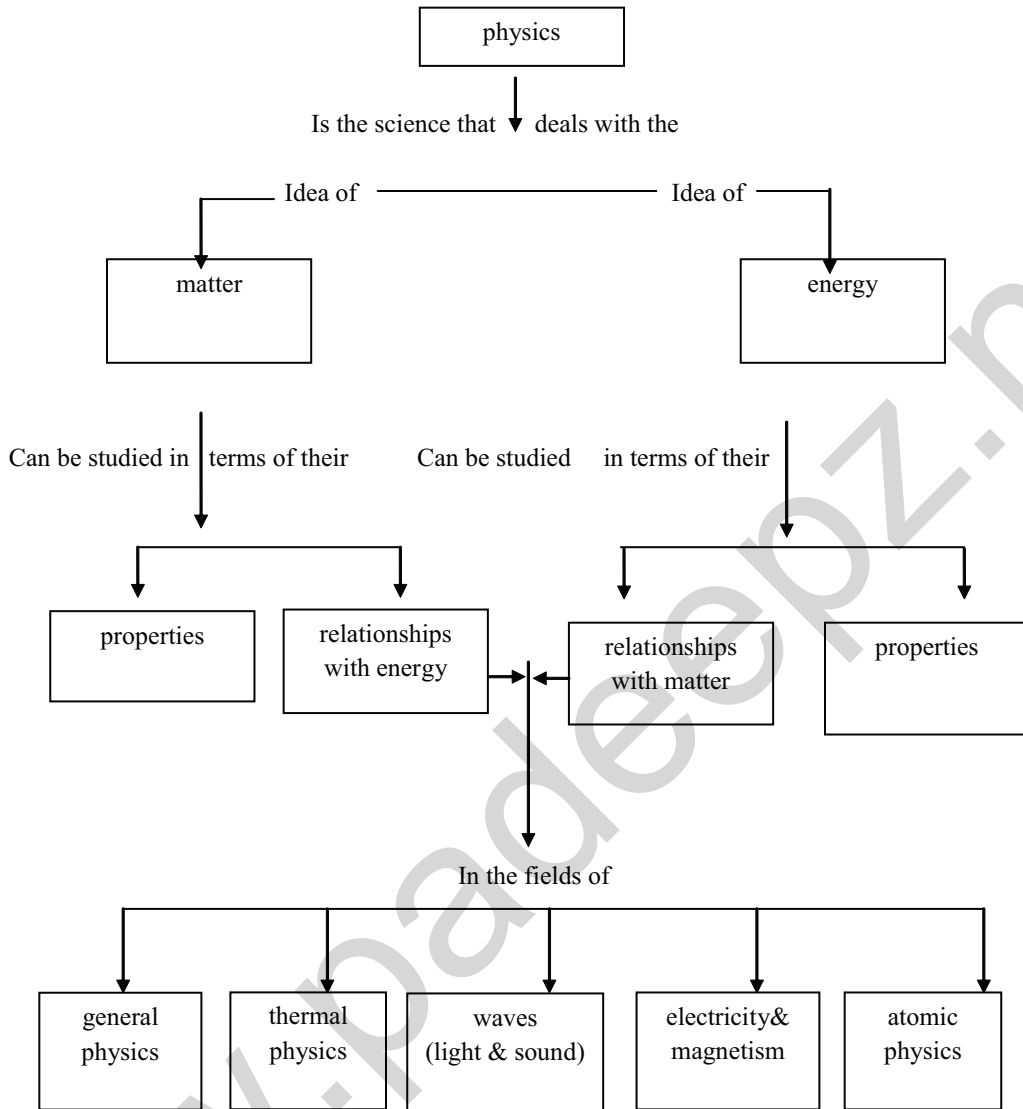 physics
Is the science that deals with the
Idea of Idea of
matter energy
Can be studied in terms of their Can be studied in terms of their
properties relationships with energy relationships with matter properties
In the fields of
general physics
thermal physics
waves (light & sound)
electricity& magnetism
atomic physics
.padeepz.